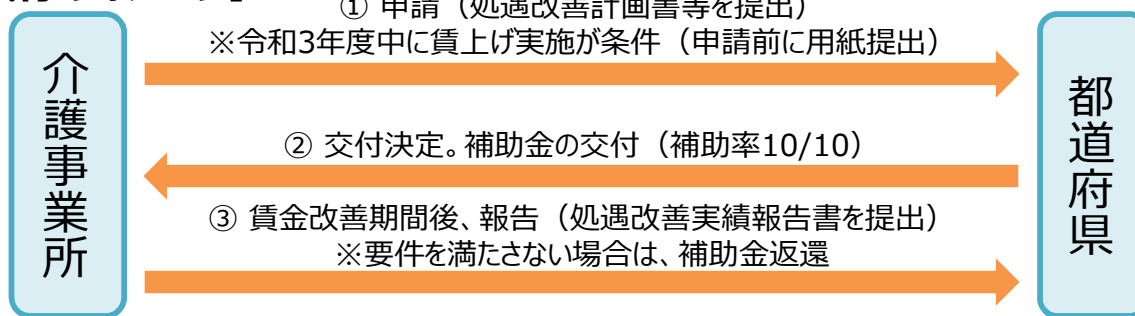 ① 申請（処遇改善計画書等を提出）
※令和3年度中に賃上げ実施が条件（申請前に用紙提出）
介護事業所
都道府県
② 交付決定。補助金の交付（補助率10/10）
③ 賃金改善期間後、報告（処遇改善実績報告書を提出）
※要件を満たさない場合は、補助金返還